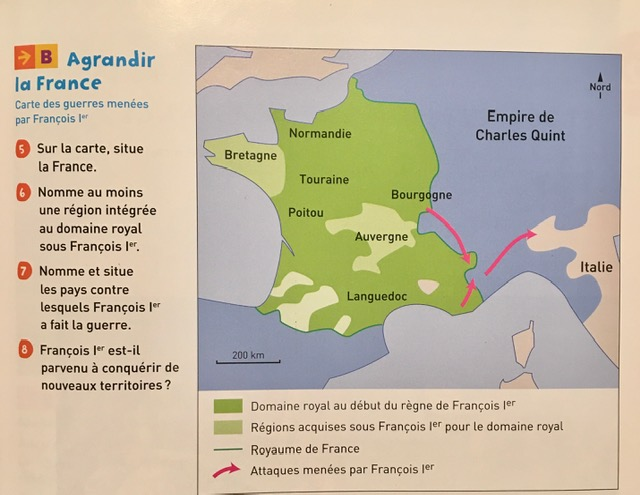 → B Agrandir
la France
Carte des guerres menées
par François Ier
5 Sur la carte, situe
la France.
6 Nomme au moins
une région intégrée
au domaine royal
sous François Ier.
7 Nomme et situe
les pays contre
lesquels François Ier
a fait la guerre.
8 François Ier est-il
parvenu à conquérir de
nouveaux territoires ?
Nord
Empire de
Charles Quint
Normandie
Bretagne
Touraine
Bourgogne
Poitou
Auvergne
Italie
Languedoc
200 km
Domaine royal au début du règne de François Ier
Régions acquises sous François Ier pour le domaine royal
Royaume de France
Attaques menées par François Ier